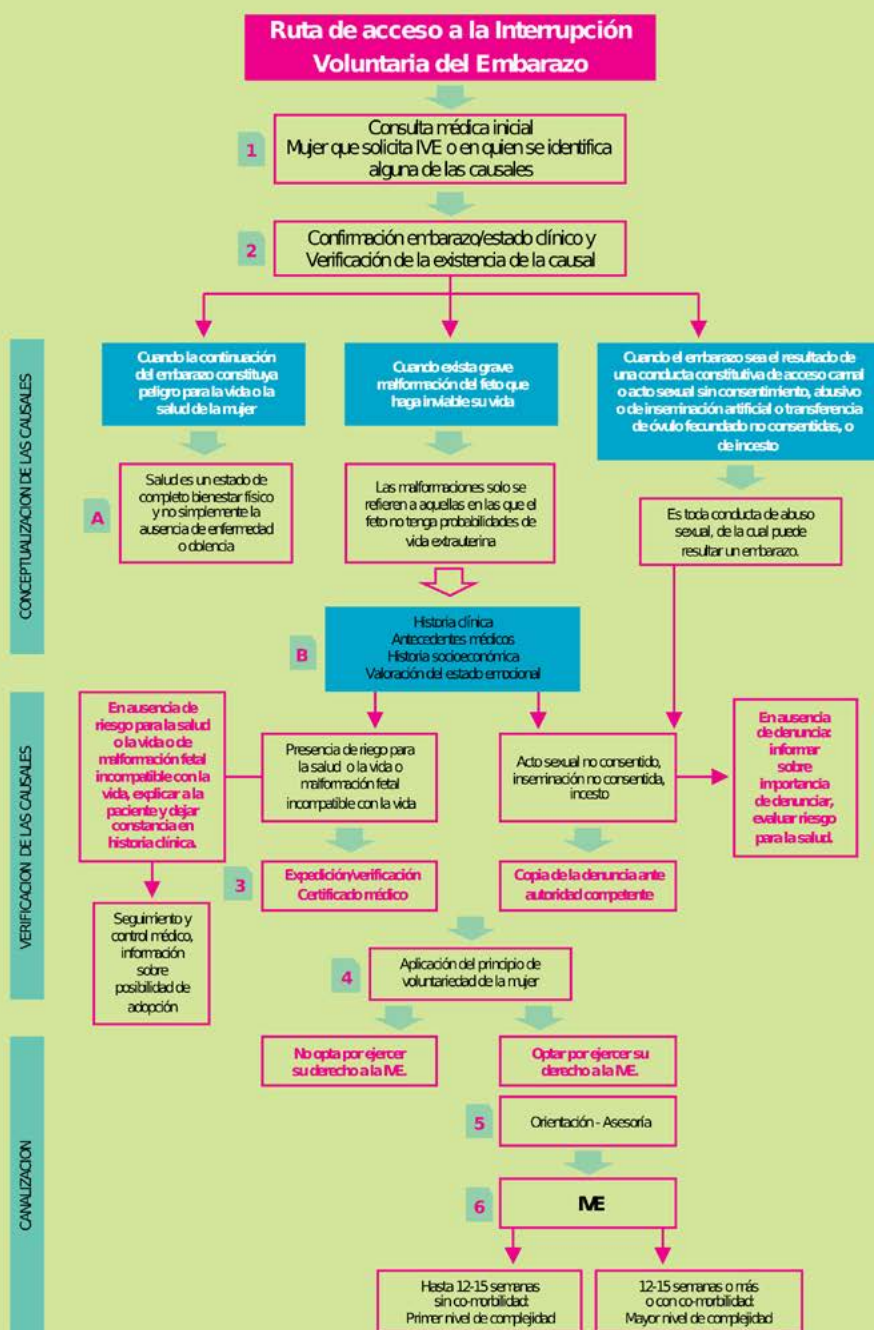 Ruta de acceso a la Interrupción
Voluntaria del Embarazo
1
Consulta médica inicial
Mujer que solicita IVE o en quien se identifica
alguna de las causales
2
Confirmación embarazo/estado clínico y
Verificación de la existencia de la causal
CONCEPTUALIZACION DE LAS CAUSALES
Cuando la continuación
del embarazo constituya
peligro para la vida o la
salud de la mujer
Cuando exista grave
malformación del feto que
haga inviable su vida
Cuando el embarazo sea el resultado de
una conducta constitutiva de acceso carnal
o acto sexual sin consentimiento, abusivo
o de inseminación artificial o transferencia
de óvulo fecundado no consentidas, o
de incesto
A
Salud es un estado de
completo bienestar físico
y no simplemente la
ausencia de enfermedad
o dolencia
Las malformaciones solo se
refieren a aquellas en las que el
feto no tenga probabilidades de
vida extrauterina
Es toda conducta de abuso
sexual, de la cual puede
resultar un embarazo.
B
Historia clínica
Antecedentes médicos
Historia socioeconómica
Valoración del estado emocional
VERIFICACION DE LAS CAUSALES
En ausencia de
riesgo para la salud
o la vida o de
malformación fetal
incompatible con la
vida, explicar a la
paciente y dejar
constancia en
historia clínica.
Presencia de riego para
la salud o la vida o
malformación fetal
incompatible con la vida
Acto sexual no consentido,
inseminación no consentida,
incesto
En ausencia
de denuncia:
informar
sobre
importancia
de denunciar,
evaluar riesgo
para la salud.
3
Expedición/verificación
Certificado médico
Copia de la denuncia ante
autoridad competente
Seguimiento y
control médico,
información
sobre
posibilidad de
adopción
4
Aplicación del principio de
voluntariedad de la mujer
CANALIZACION
No opta por ejercer
su derecho a la IVE.
Optar por ejercer su
derecho a la IVE.
5
Orientación - Asesoría
6
IVE
Hasta 12-15 semanas
sin co-morbilidad:
Primer nivel de complejidad
12-15 semanas o más
o con co-morbilidad:
Mayor nivel de complejidad